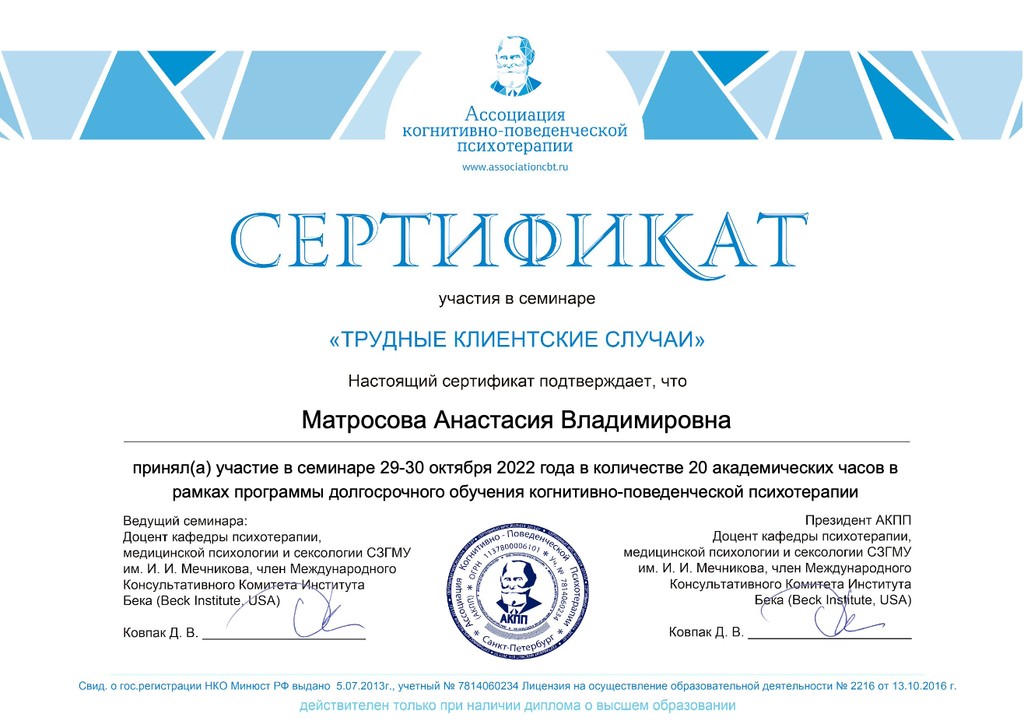 Ассоциация
когнитивно-поведенческой
психотерапии
www.associationcbt.ru
СЕРТИФИКАТ
участия в семинаре
«ТРУДНЫЕ КЛИЕНТСКИЕ СЛУЧАИ»
Настоящий сертификат подтверждает, что
Матросова Анастасия Владимировна
принял(а) участие в семинаре 29-30 октября 2022 года в количестве 20 академических часов в
рамках программы долгосрочного обучения когнитивно-поведенческой психотерапии
Ведущий семинара:
Доцент кафедры психотерапии,
медицинской психологии и сексологии СЗГМУ
им. И. И. Мечникова, член Международного
Консультативного Комитета Института
Бека (Beck Institute, USA)
Ковпак Д. В.
Ассоциация Когнитивно - Поведенческой Психотерапии
(АКПП) * ОГРН 1137800006101 * Уч. № 7814060234
АКПП
* Санкт-Петербург *
Президент АКПП
Доцент кафедры психотерапии,
медицинской психологии и сексологии СЗГМУ
им. И. И. Мечникова, член Международного
Консультативного Комитета Института
Бека (Beck Institute, USA)
Ковпак Д. В.
Свид. о гос.регистрации НКО Минюст РФ выдано 5.07.2013г., учетный № 7814060234 Лицензия на осуществление образовательной деятельности № 2216 от 13.10.2016 г.
действителен только при наличии диплома о высшем образовании